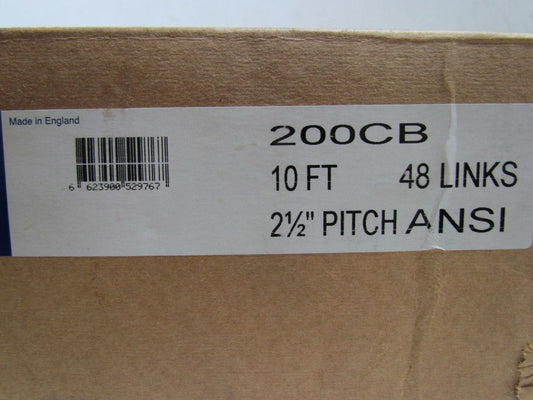 Made in England
6 623900 529767
200CB
10 FT 48 LINKS
2½" PITCH ANSI